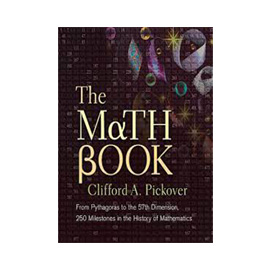 The
MαTH
βOOK
Clifford A. Pickover
From Pythagoras to the 57th Dimension,
250 Milestones in the History of Mathematics